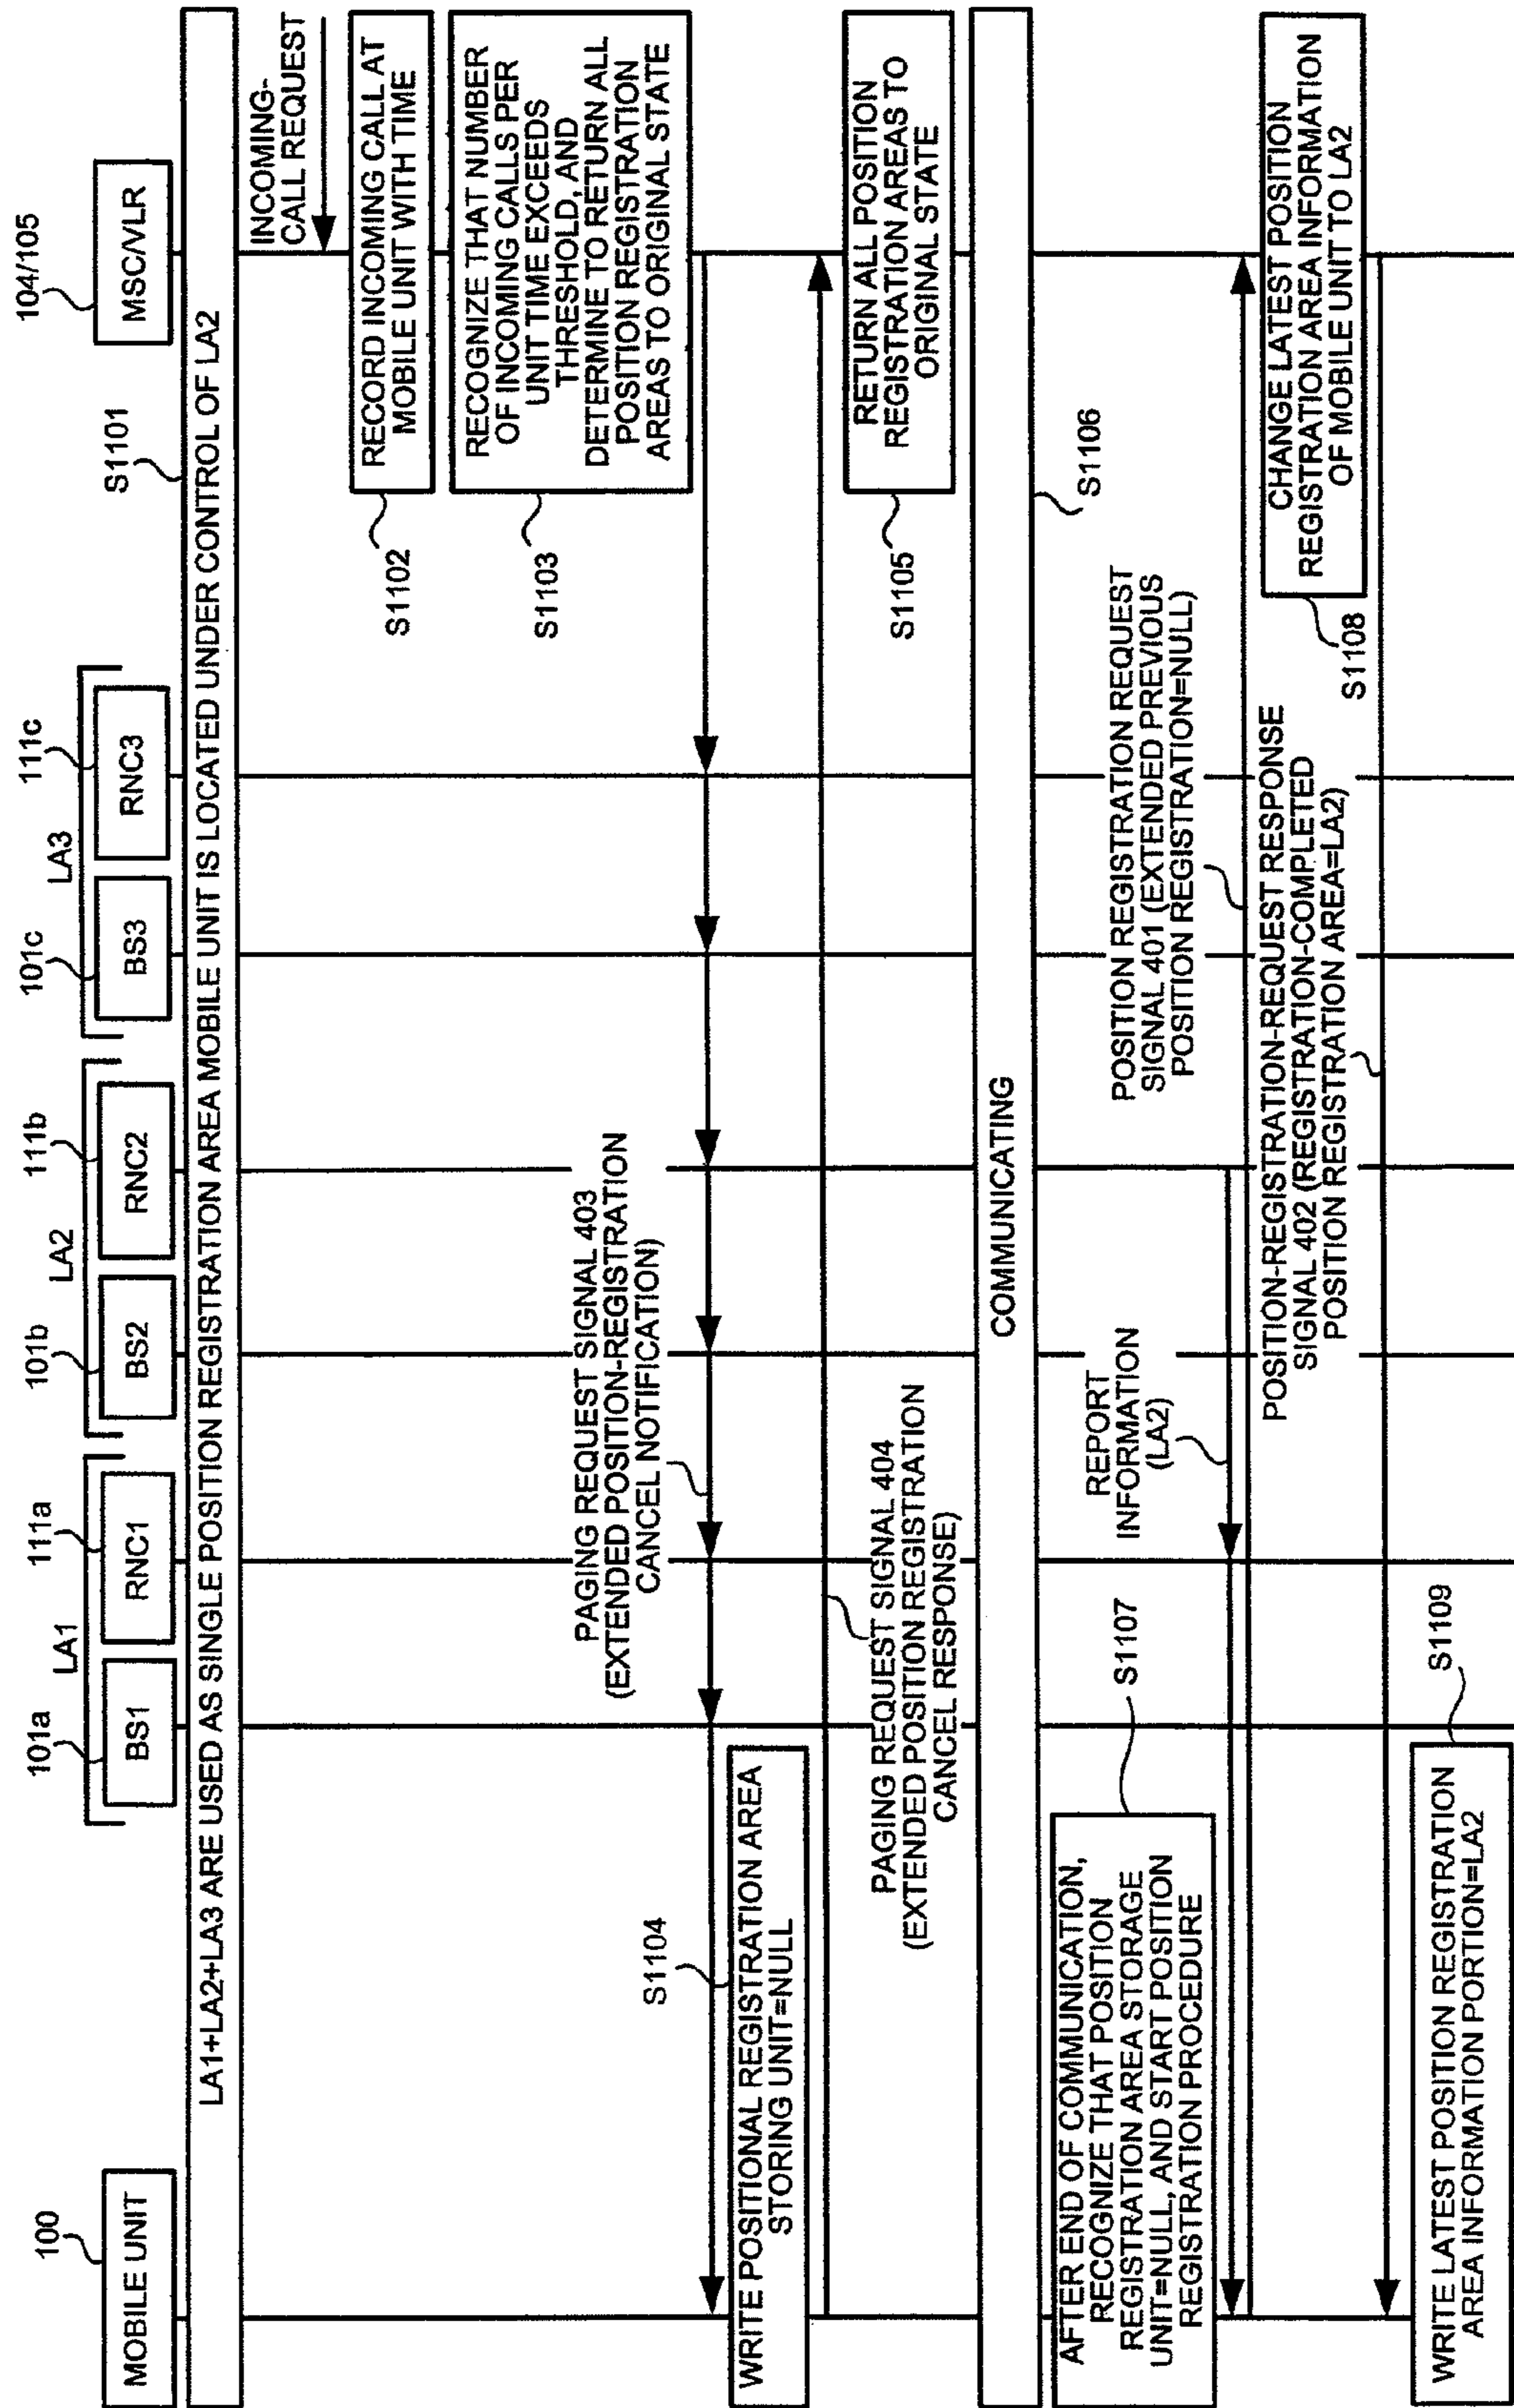 100
MOBILE UNIT
LA1
101a
BS1
111a
RNC1
LA2
101b
BS2
111b
RNC2
LA3
101c
BS3
111c
RNC3
104/105
MSC/VLR
S1101
LA1+LA2+LA3 ARE USED AS SINGLE POSITION REGISTRATION AREA MOBILE UNIT IS LOCATED UNDER CONTROL OF LA2
INCOMING-
CALL REQUEST
RECORD INCOMING CALL AT
MOBILE UNIT WITH TIME
S1102
RECOGNIZE THAT NUMBER
OF INCOMING CALLS PER
UNIT TIME EXCEEDS
THRESHOLD, AND
DETERMINE TO RETURN ALL
POSITION REGISTRATION
AREAS TO ORIGINAL STATE
S1103
PAGING REQUEST SIGNAL 403
(EXTENDED POSITION-REGISTRATION
CANCEL NOTIFICATION)
S1104
WRITE POSITIONAL REGISTRATION AREA
STORING UNIT=NULL
PAGING REQUEST SIGNAL 404
(EXTENDED POSITION REGISTRATION
CANCEL RESPONSE)
RETURN ALL POSITION
REGISTRATION AREAS TO
ORIGINAL STATE
S1105
COMMUNICATING
S1106
AFTER END OF COMMUNICATION,
RECOGNIZE THAT POSITION
REGISTRATION AREA STORAGE
UNIT=NULL, AND START POSITION
REGISTRATION PROCEDURE
S1107
REPORT
INFORMATION
(LA2)
POSITION REGISTRATION REQUEST
SIGNAL 401 (EXTENDED PREVIOUS
POSITION REGISTRATION=NULL)
CHANGE LATEST POSITION
REGISTRATION AREA INFORMATION
OF MOBILE UNIT TO LA2
S1108
POSITION-REGISTRATION-REQUEST RESPONSE
SIGNAL 402 (REGISTRATION-COMPLETED
POSITION REGISTRATION AREA=LA2)
S1109
WRITE LATEST POSITION REGISTRATION
AREA INFORMATION PORTION=LA2